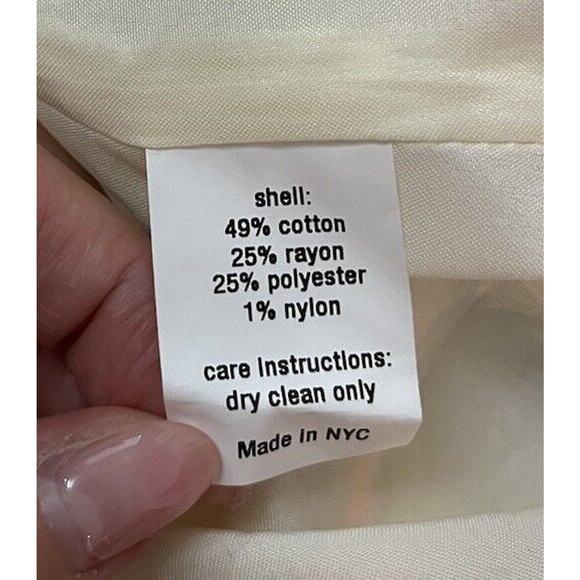 shell:
49% cotton
25% rayon
25% polyester
1% nylon
care instructions:
dry clean only
Made in NYC